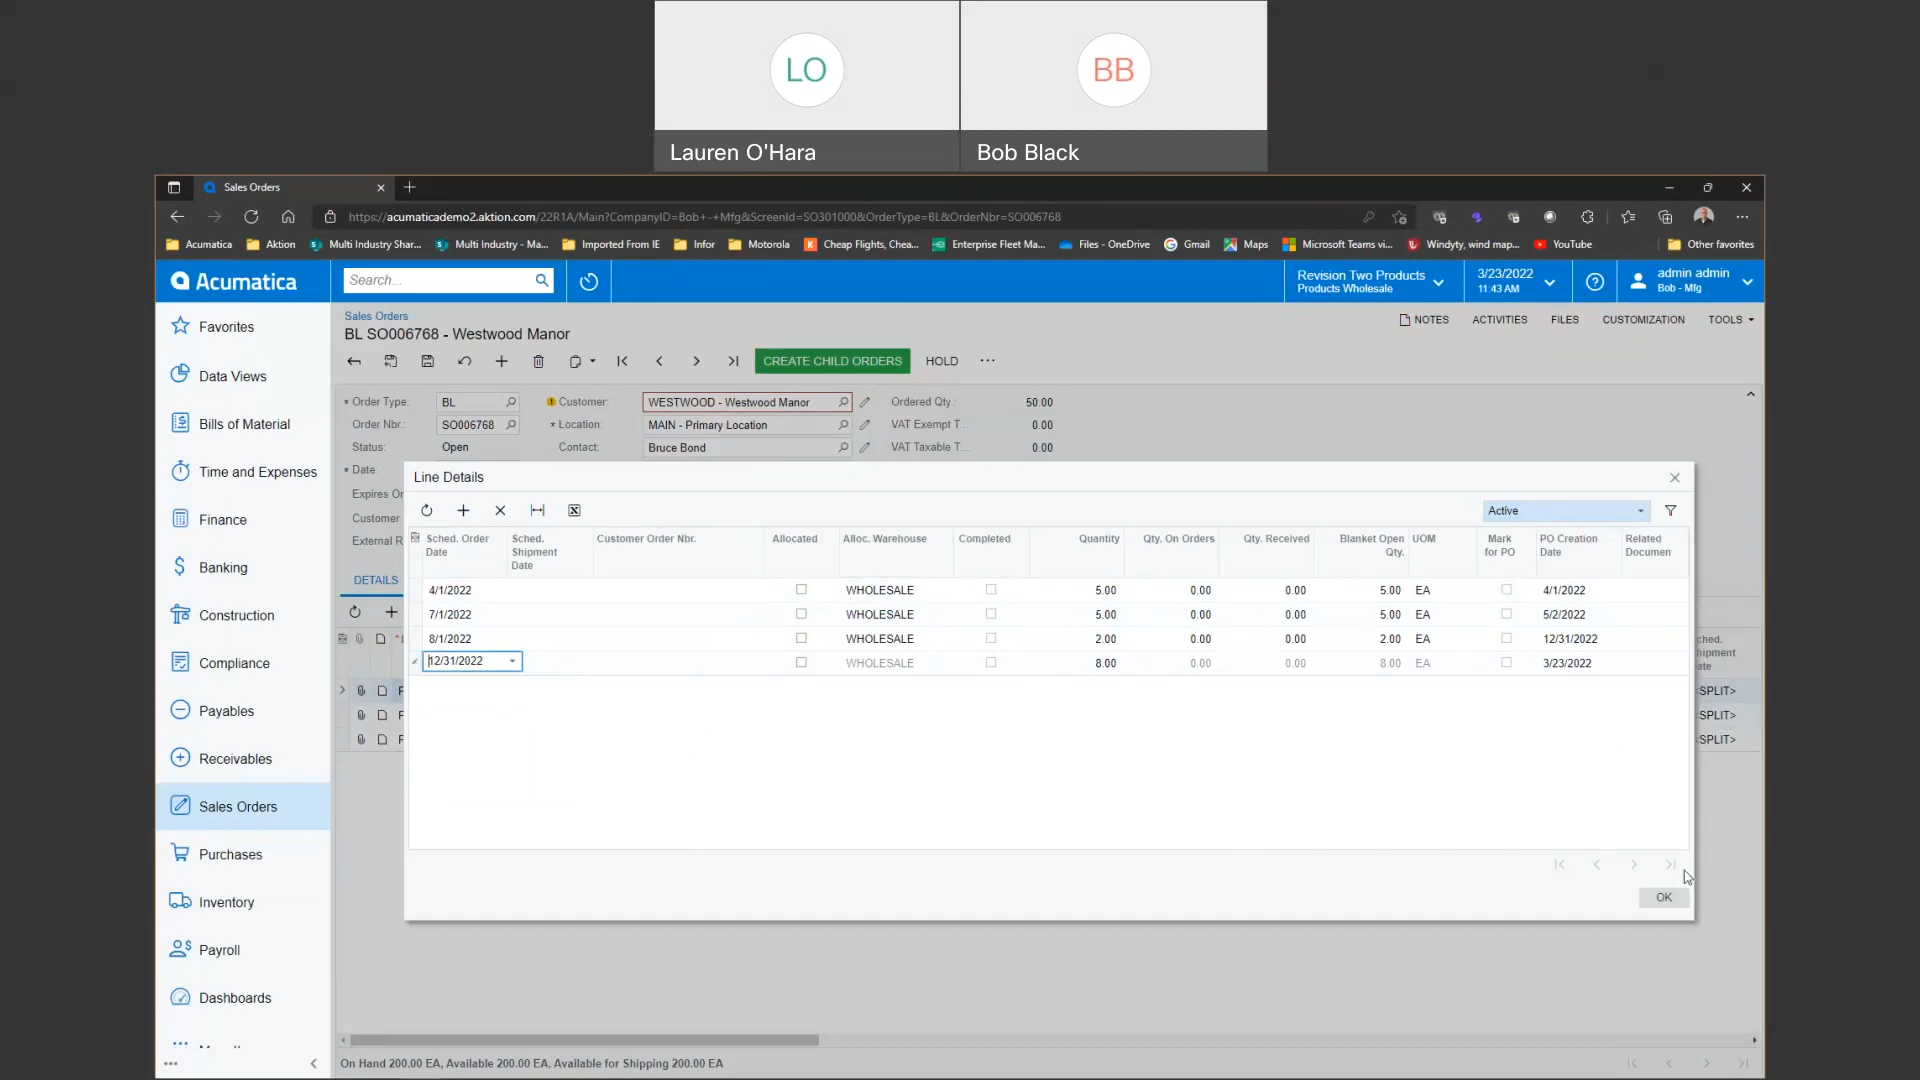 LO
BB
Lauren O'Hara
Bob Black
Sales Orders
https://acumaticademo2.aktion.com/22R1A/Main?CompanyID=Bob+-+Mfg&ScreenId=SO301000&OrderType=BL&OrderNbr=SO006768
Acumatica
Aktion
Multi Industry Shar...
Multi Industry - Ma...
Imported From IE
Infor
Motorola
Cheap Flights, Chea...
Enterprise Fleet Ma...
Files - OneDrive
Gmail
Maps
Microsoft Teams vi...
Windyty, wind map...
YouTube
Other favorites
Acumatica
Search...
Revision Two Products
Products Wholesale
3/23/2022
11:43 AM
admin admin
Bob - Mfg
Favorites
Data Views
Bills of Material
Time and Expenses
Finance
Banking
Construction
Compliance
Payables
Receivables
Sales Orders
Purchases
Inventory
Payroll
Dashboards
Sales Orders
BL SO006768 - Westwood Manor
NOTES
ACTIVITIES
FILES
CUSTOMIZATION
TOOLS
CREATE CHILD ORDERS
HOLD
* Order Type: BL
Customer: WESTWOOD - Westwood Manor
Ordered Qty.: 50.00
Order Nbr.: SO006768
* Location: MAIN - Primary Location
VAT Exempt T... 0.00
Status: Open
Contact: Bruce Bond
VAT Taxable T... 0.00
* Date
Expires O
Customer
External R
DETAILS
Line Details
Active
Sched. Order Date
Sched. Shipment Date
Customer Order Nbr.
Allocated
Alloc. Warehouse
Completed
Quantity
Qty. On Orders
Qty. Received
Blanket Open Qty.
UOM
Mark for PO
PO Creation Date
Related Documen
4/1/2022 WHOLESALE 5.00 0.00 0.00 5.00 EA 4/1/2022
7/1/2022 WHOLESALE 5.00 0.00 0.00 5.00 EA 5/2/2022
8/1/2022 WHOLESALE 2.00 0.00 0.00 2.00 EA 12/31/2022
12/31/2022 WHOLESALE 8.00 0.00 0.00 8.00 EA 3/23/2022
ched.
hipment
ate
<SPLIT>
<SPLIT>
<SPLIT>
OK
On Hand 200.00 EA, Available 200.00 EA, Available for Shipping 200.00 EA